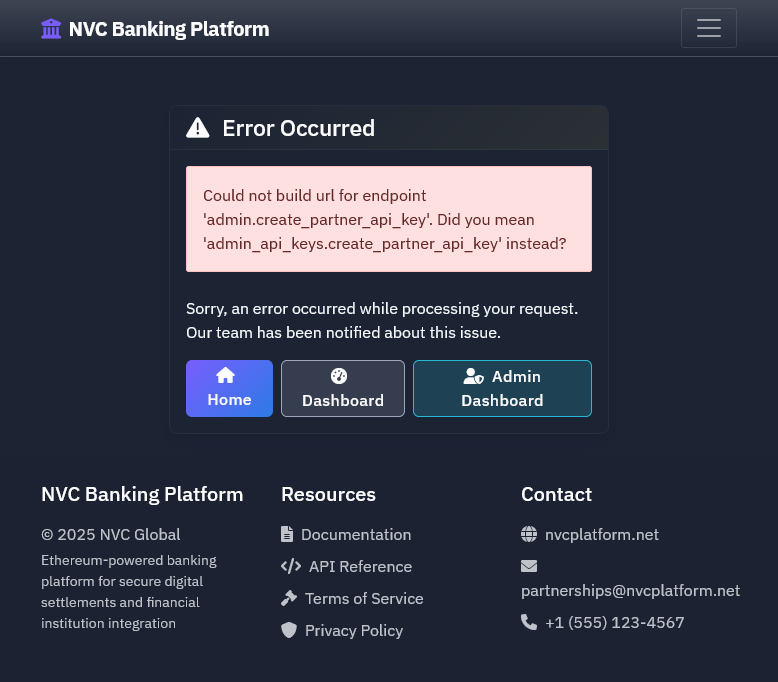 NVC Banking Platform
Error Occurred
Could not build url for endpoint
'admin.create_partner_api_key'. Did you mean
'admin_api_keys.create_partner_api_key' instead?
Sorry, an error occurred while processing your request.
Our team has been notified about this issue.
Home
Dashboard
Admin
Dashboard
NVC Banking Platform
© 2025 NVC Global
Ethereum-powered banking
platform for secure digital
settlements and financial
institution integration
Resources
Documentation
API Reference
Terms of Service
Privacy Policy
Contact
nvcplatform.net
partnerships@nvcplatform.net
+1 (555) 123-4567